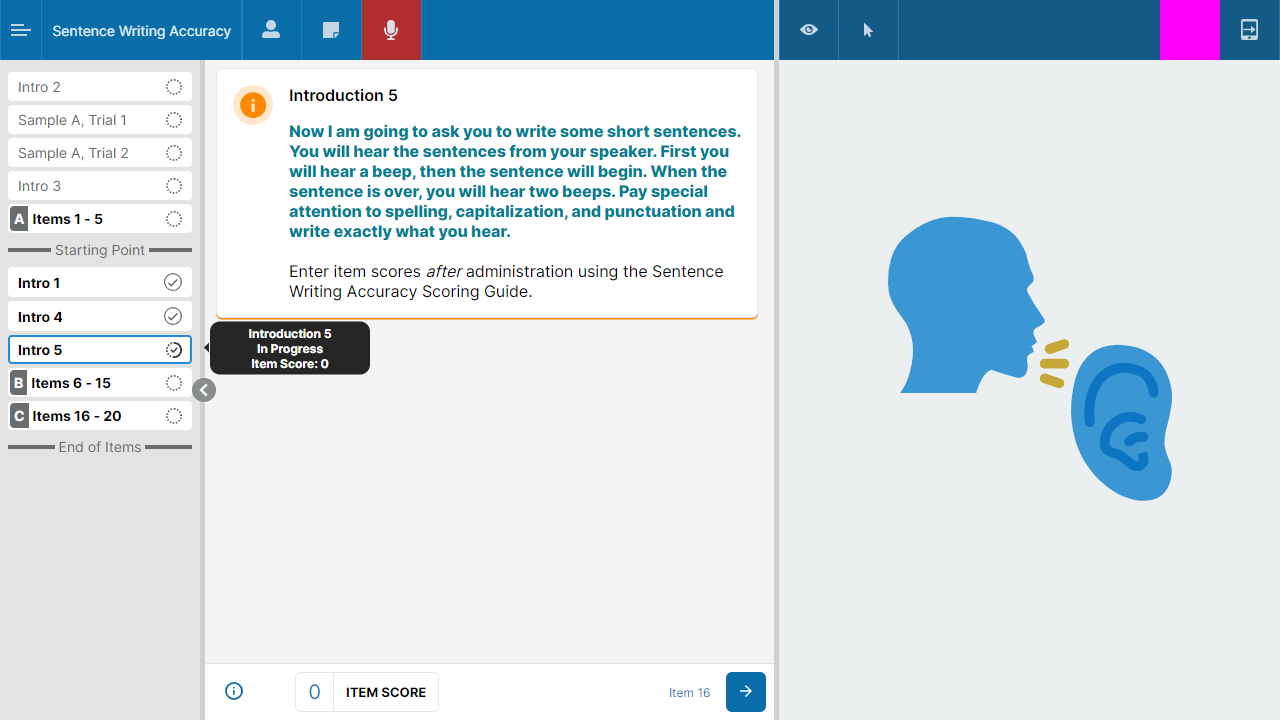 Sentence Writing Accuracy
Intro 2
Sample A, Trial 1
Sample A, Trial 2
Intro 3
A Items 1 - 5
Starting Point
Intro 1
Intro 4
Intro 5
B Items 6 - 15
C Items 16 - 20
End of Items
Introduction 5
Now I am going to ask you to write some short sentences.
You will hear the sentences from your speaker. First you
will hear a beep, then the sentence will begin. When the
sentence is over, you will hear two beeps. Pay special
attention to spelling, capitalization, and punctuation and
write exactly what you hear.
Enter item scores after administration using the Sentence
Writing Accuracy Scoring Guide.
Introduction 5
In Progress
Item Score: 0
0 ITEM SCORE
Item 16